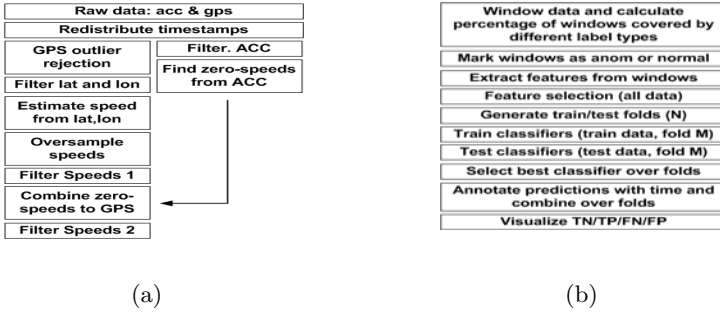 Raw data: acc & gps
Redistribute timestamps
GPS outlier
rejection
Filter lat and lon
Estimate speed
from lat,lon
Oversample
speeds
Filter Speeds 1
Combine zero-
speeds to GPS
Filter Speeds 2
Filter. ACC
Find zero-speeds
from ACC
(a)
Window data and calculate
percentage of windows covered by
different label types
Mark windows as anom or normal
Extract features from windows
Feature selection (all data)
Generate train/test folds (N)
Train classifiers (train data, fold M)
Test classifiers (test data, fold M)
Select best classifier over folds
Annotate predictions with time and
combine over folds
Visualize TN/TP/FN/FP
(b)